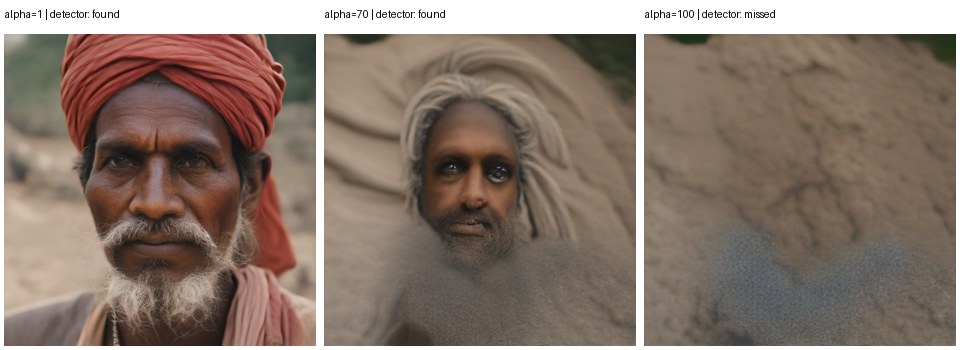 alpha=1 | detector: found
alpha=70 | detector: found
alpha=100 | detector: missed